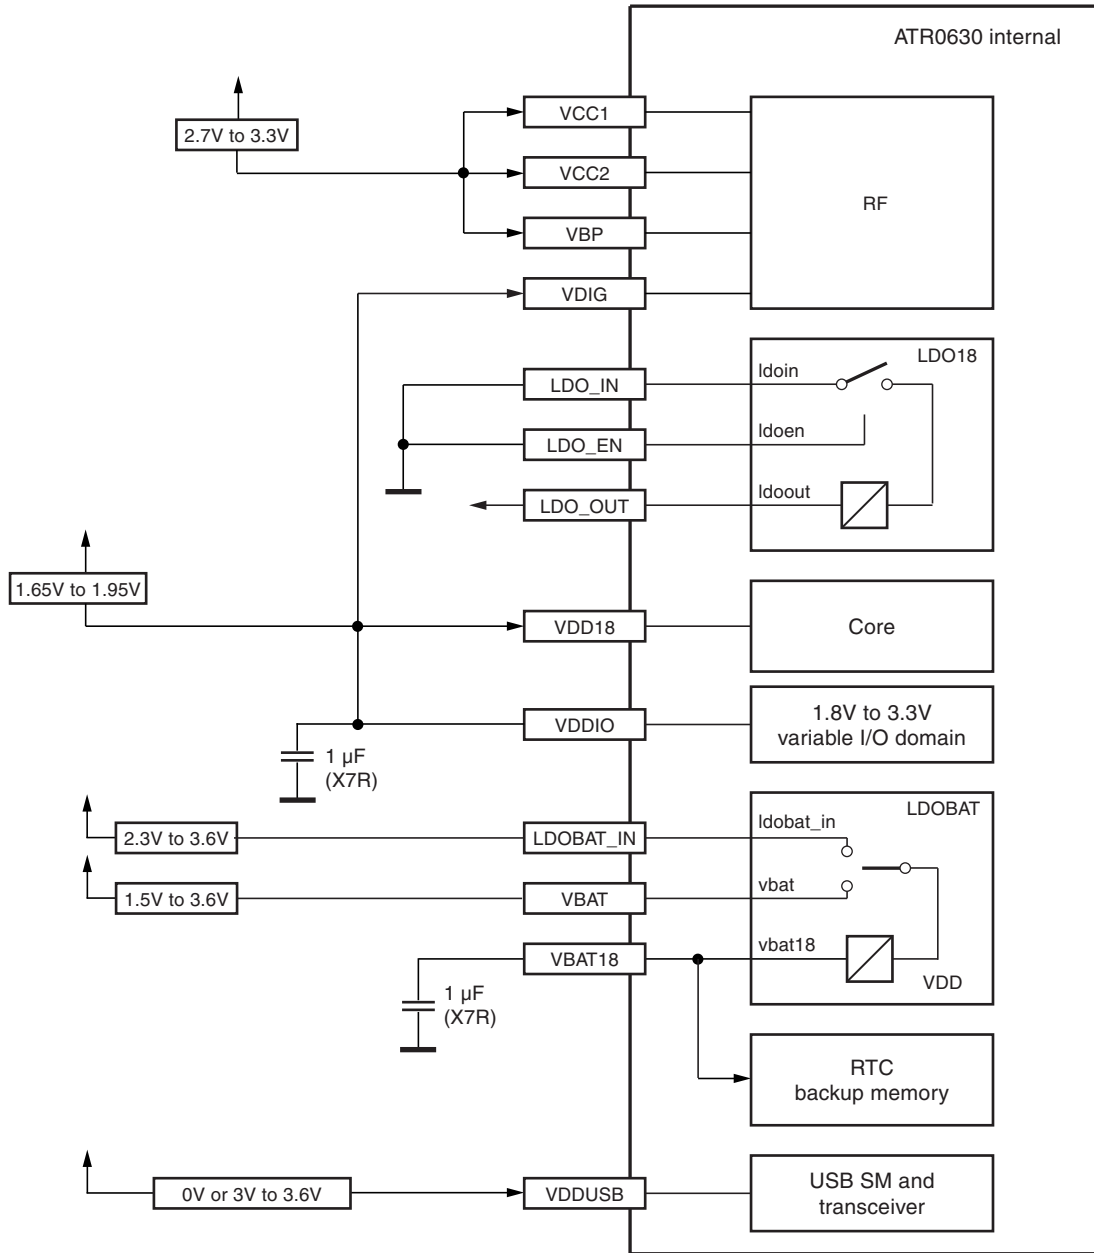 ATR0630 internal
2.7V to 3.3V
VCC1
VCC2
VBP
VDIG
RF
LDO18
LDO_IN
ldoin
LDO_EN
ldoen
LDO_OUT
ldoout
1.65V to 1.95V
VDD18
Core
VDDIO
1.8V to 3.3V
variable I/O domain
1 µF
(X7R)
LDOBAT
2.3V to 3.6V
LDOBAT_IN
ldobat_in
1.5V to 3.6V
VBAT
vbat
VBAT18
vbat18
VDD
1 µF
(X7R)
RTC
backup memory
0V or 3V to 3.6V
VDDUSB
USB SM and
transceiver